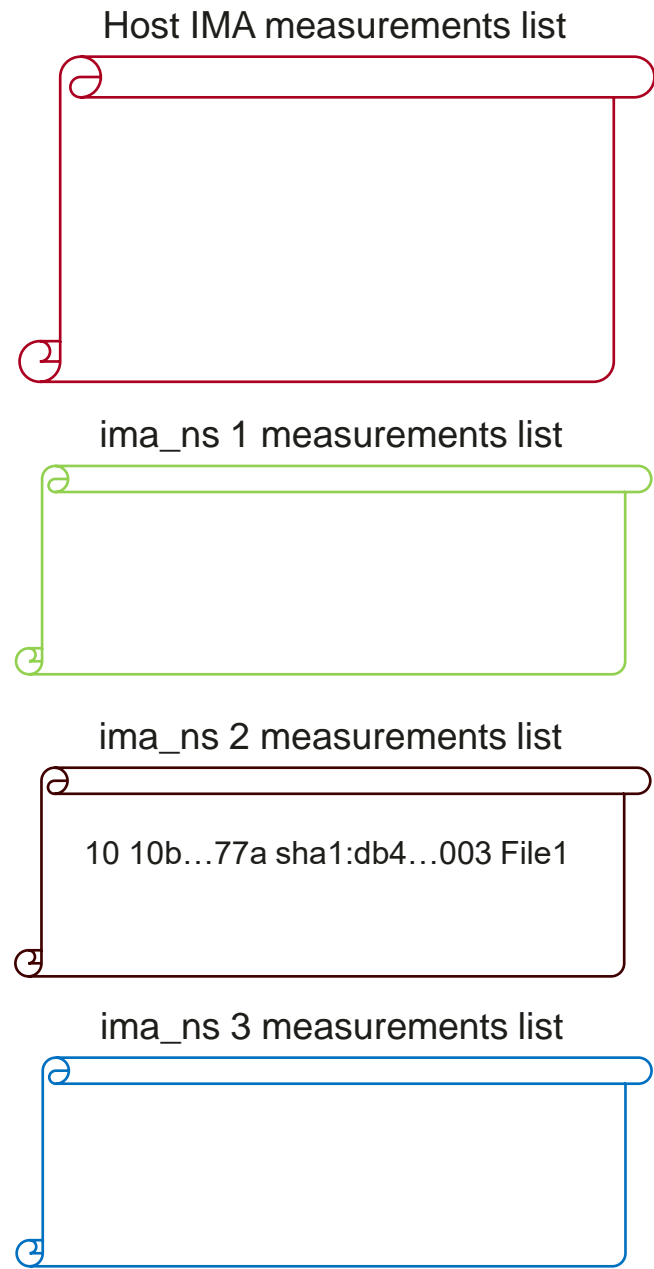 Host IMA measurements list
ima_ns 1 measurements list
ima_ns 2 measurements list
10 10b…77a sha1:db4…003 File1
ima_ns 3 measurements list